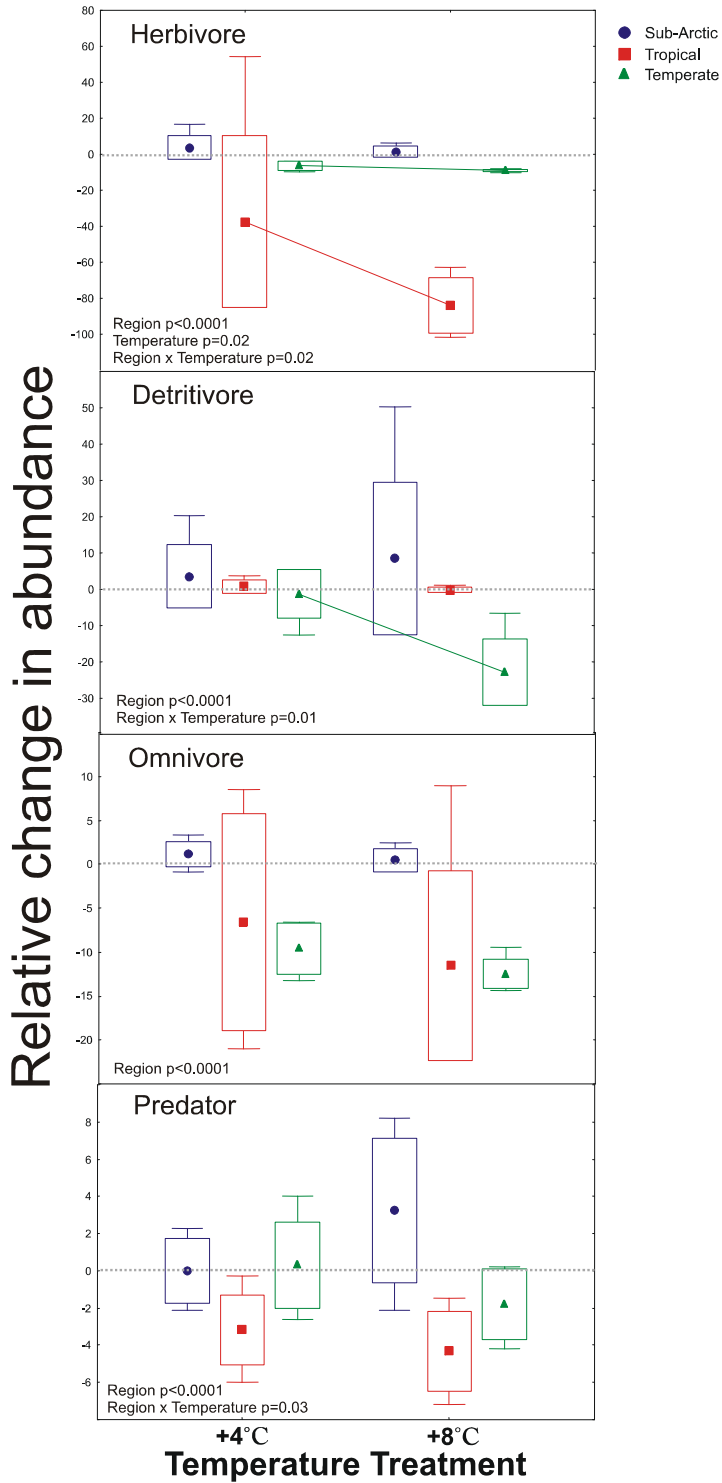 Sub-Arctic
Tropical
Temperate
Relative change in abundance
Herbivore
80
60
40
20
0
-20
-40
-60
-80
-100
Region p<0.0001
Temperature p=0.02
Region x Temperature p=0.02
Detritivore
50
40
30
20
10
0
-10
-20
-30
Region p<0.0001
Region x Temperature p=0.01
Omnivore
10
5
0
-5
-10
-15
-20
Region p<0.0001
Predator
8
6
4
2
0
-2
-4
-6
Region p<0.0001
Region x Temperature p=0.03
+4°C +8°C
Temperature Treatment